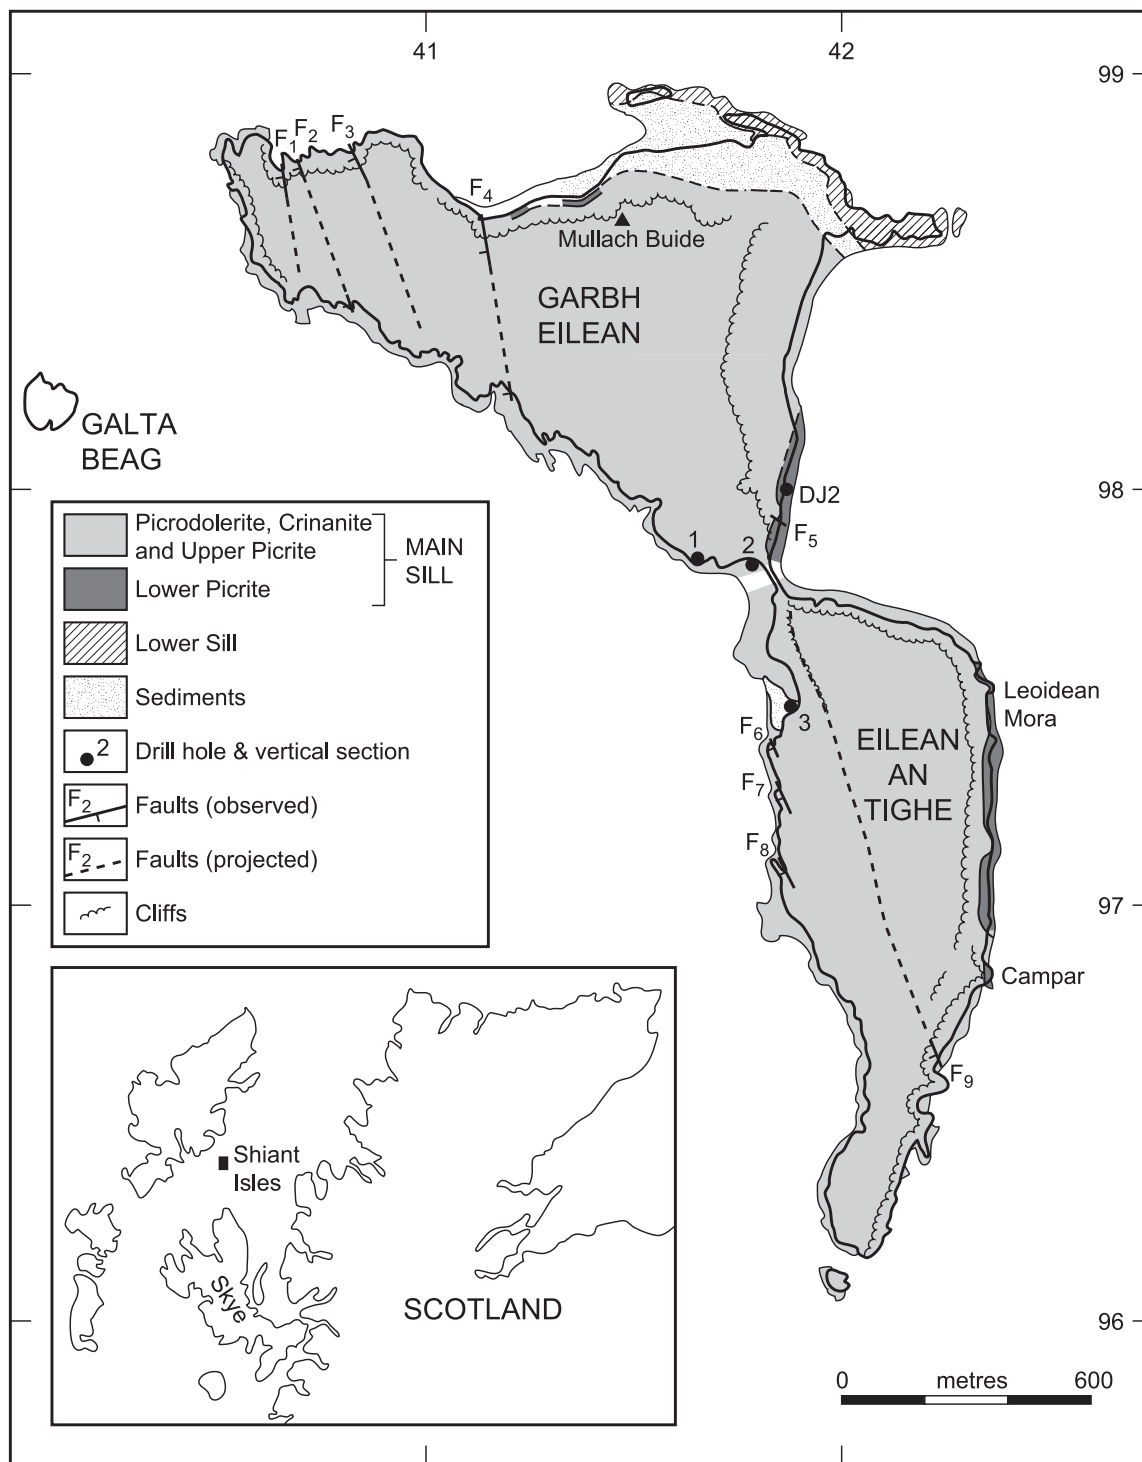 41
42
99
F1
F2
F3
F4
Mullach Buide
GARBH
EILEAN
GALTA
BEAG
98
DJ2
F5
1
2
Picrodolerite, Crinanite
and Upper Picrite
MAIN
SILL
Lower Picrite
Lower Sill
Sediments
2
Drill hole & vertical section
F2
Faults (observed)
F2
Faults (projected)
Cliffs
Leoidean
Mora
3
F6
EILEAN
AN
TIGHE
F7
F8
97
Campar
F9
Shiant
Isles
Skye
SCOTLAND
96
0 metres 600